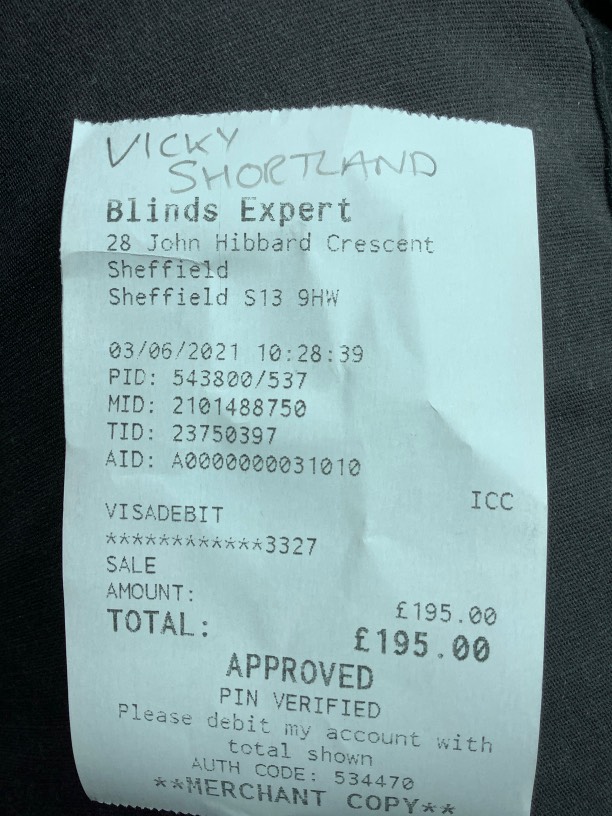 VICKY
SHORTLAND
Blinds Expert
28 John Hibbard Crescent
Sheffield
Sheffield S13 9HW
03/06/2021 10:28:39
PID: 543800/537
MID: 2101488750
TID: 23750397
AID: A0000000031010
ICC
VISADEBIT
************3327
SALE
AMOUNT: £195.00
TOTAL: £195.00
APPROVED
PIN VERIFIED
Please debit my account with
total shown
AUTH CODE: 534470
**MERCHANT COPY**